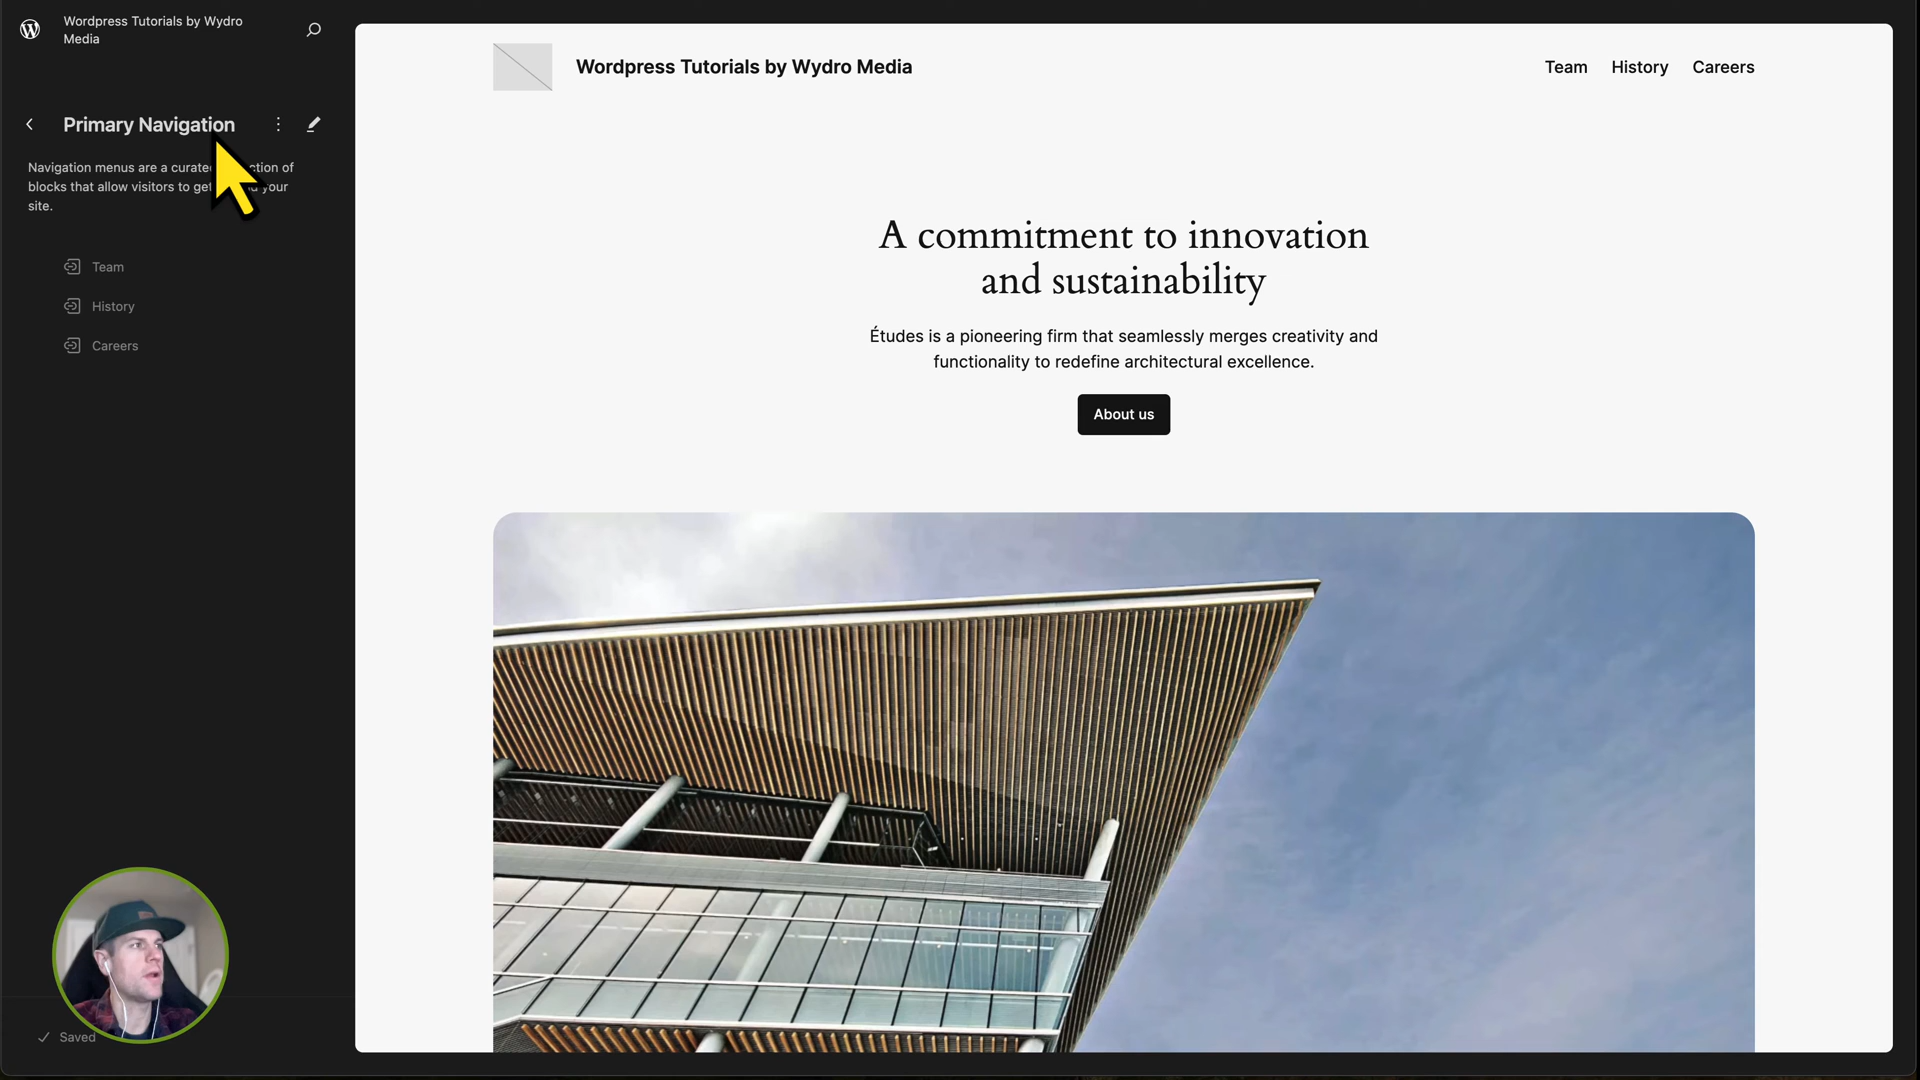 Wordpress Tutorials by Wydro
Media
Primary Navigation
Navigation menus are a curate ction of
blocks that allow visitors to get d your
site.
Team
History
Careers
Saved
Wordpress Tutorials by Wydro Media
Team History Careers
A commitment to innovation
and sustainability
Études is a pioneering firm that seamlessly merges creativity and
functionality to redefine architectural excellence.
About us